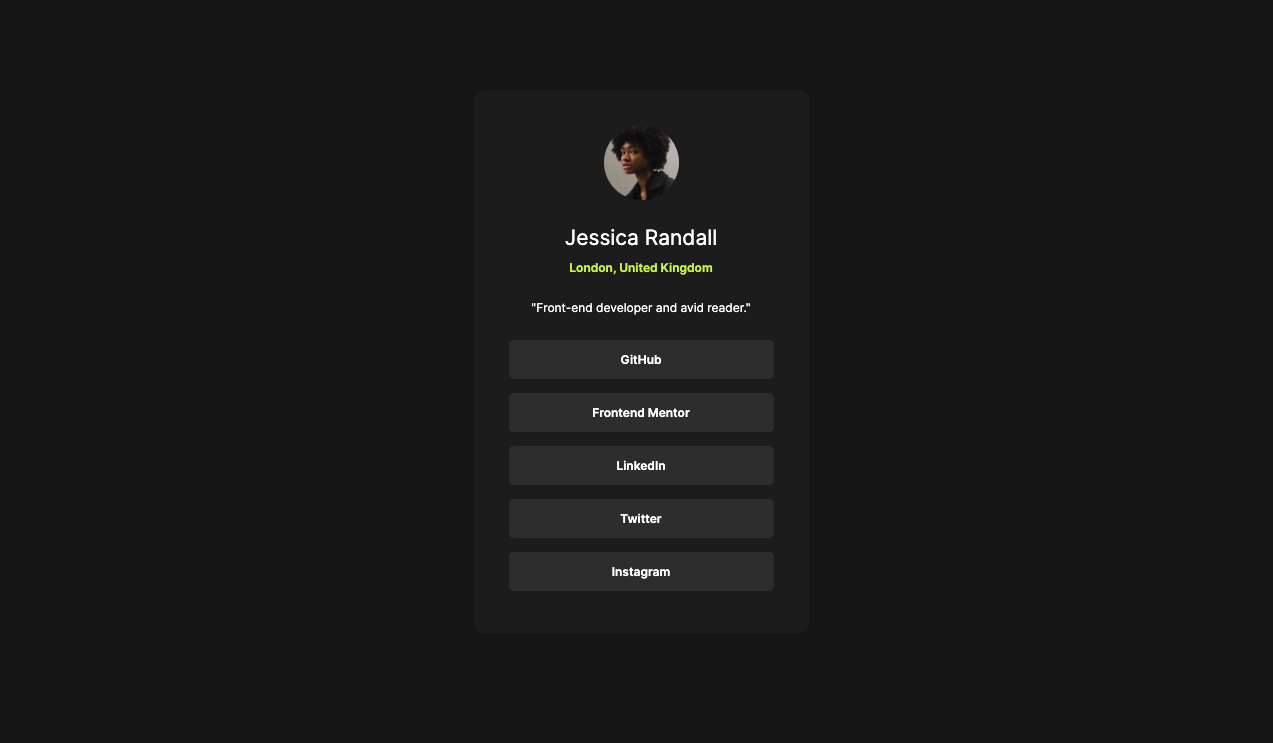 Jessica Randall
London, United Kingdom
"Front-end developer and avid reader."
GitHub
Frontend Mentor
LinkedIn
Twitter
Instagram